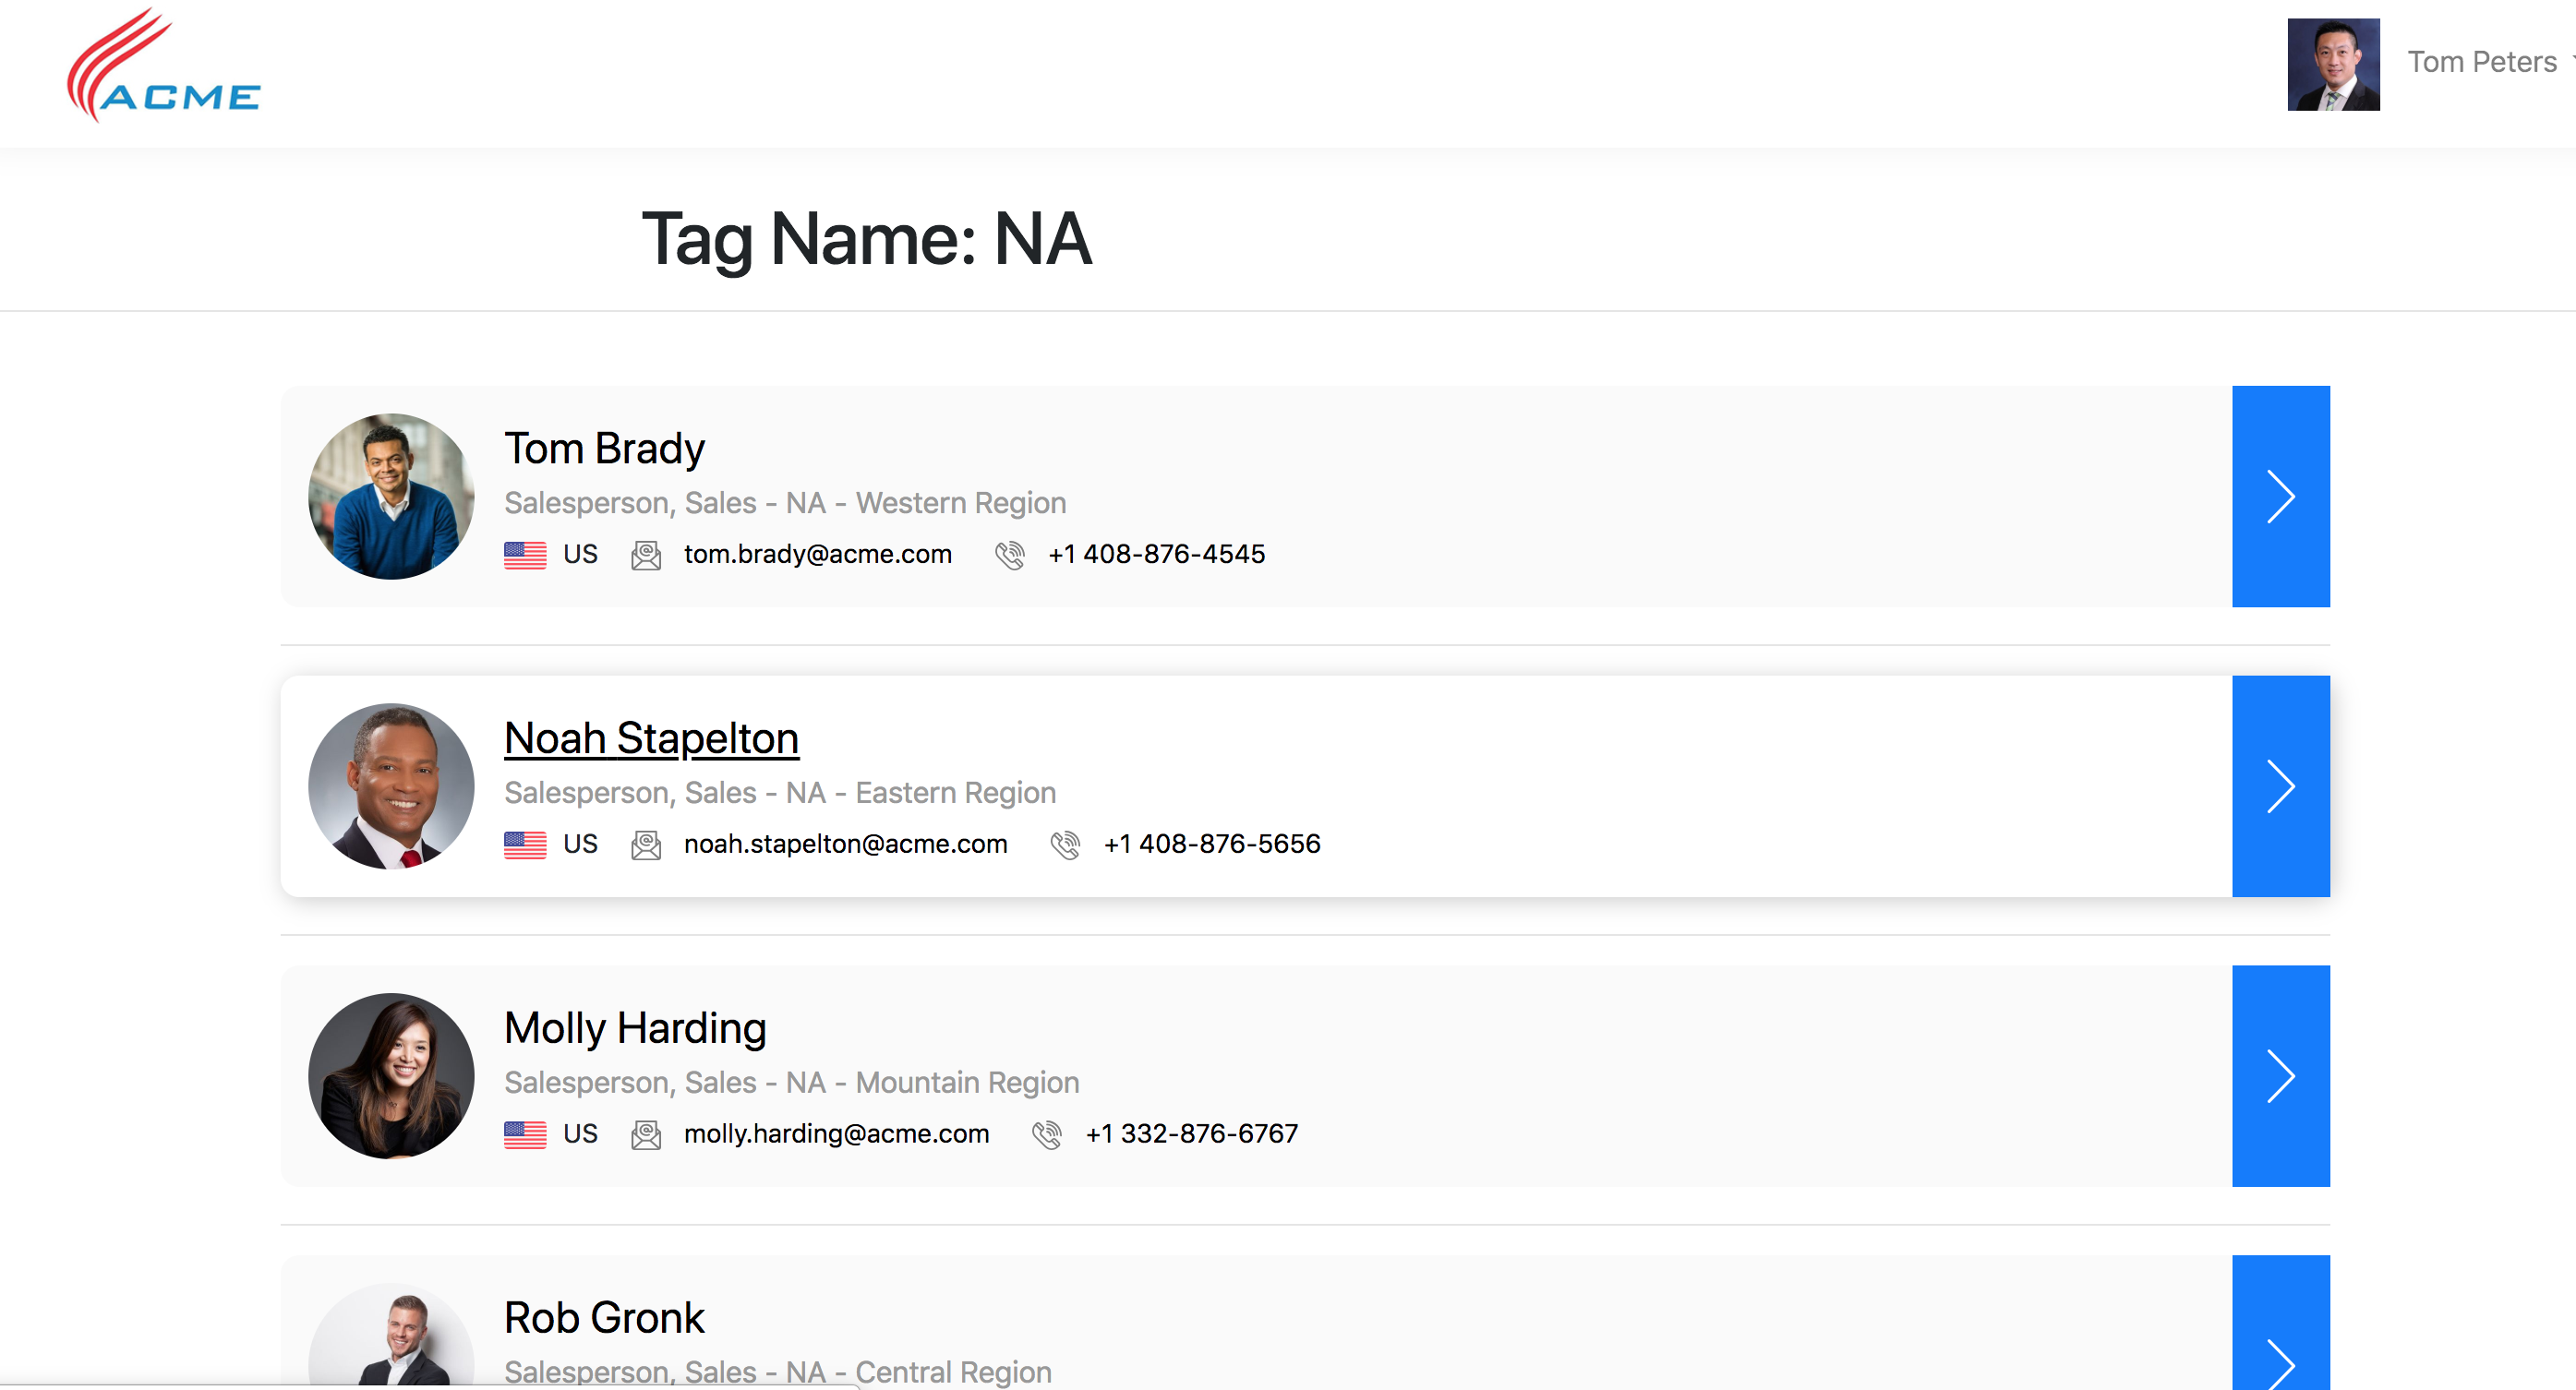 ACME
Tom Peters
Tag Name: NA
Tom Brady
Salesperson, Sales - NA - Western Region
US tom.brady@acme.com +1 408-876-4545
Noah Stapelton
Salesperson, Sales - NA - Eastern Region
US noah.stapelton@acme.com +1 408-876-5656
Molly Harding
Salesperson, Sales - NA - Mountain Region
US molly.harding@acme.com +1 332-876-6767
Rob Gronk
Salesperson, Sales - NA - Central Region